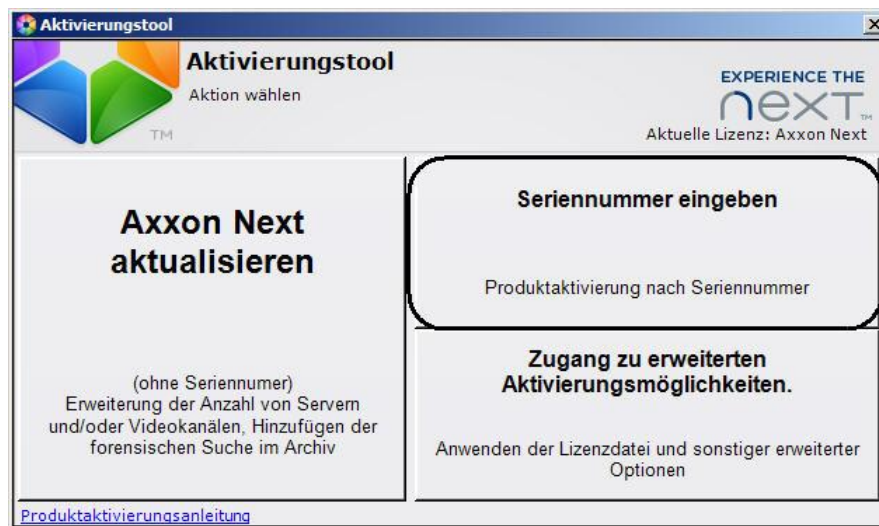 Aktivierungstool
Aktivierungstool
Aktion wählen
TM
EXPERIENCE THE
next™
Aktuelle Lizenz: Axxon Next
Axxon Next
aktualisieren
(ohne Seriennumer)
Erweiterung der Anzahl von Servern
und/oder Videokanälen, Hinzufügen der
forensischen Suche im Archiv
Seriennummer eingeben
Produktaktivierung nach Seriennummer
Zugang zu erweiterten
Aktivierungsmöglichkeiten.
Anwenden der Lizenzdatei und sonstiger erweiterter
Optionen
Produktaktivierungsanleitung